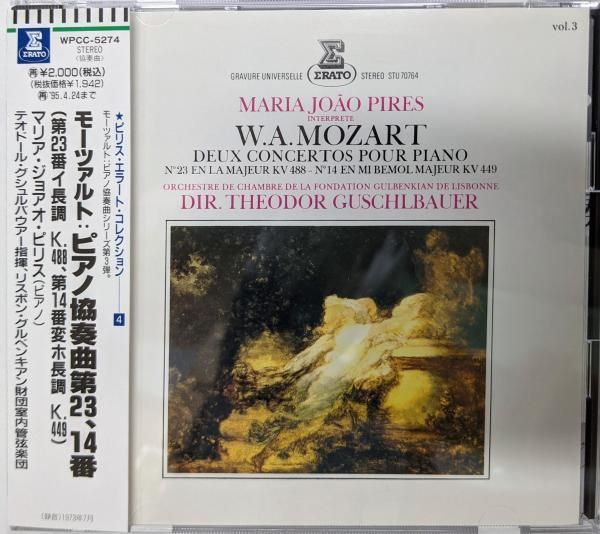 ERATO
WPCC-5274
STEREO
〈協奏曲〉
㊢¥2,000(税込)
(税抜価格¥1,942)
㊢'95.4.24まで
★ピリス・エラート・コレクション——4
モーツァルト:ピアノ協奏曲シリーズ第3弾。
モーツァルト:ピアノ協奏曲第23、14番
(第23番イ長調 K.488、第14番変ホ長調 K.449)
マリア・ジョアオ・ピリス(ピアノ)
テオドール・グシュルバウアー指揮、リスボン・グルベンキアン財団室内管弦楽団
(録音)1973年7月
vol.3
GRAVURE UNIVERSELLE ERATO STEREO STU 70764
MARIA JOÃO PIRES
INTERPRETE
W.A.MOZART
DEUX CONCERTOS POUR PIANO
Nº23 EN LA MAJEUR KV 488 - Nº14 EN MI BEMOL MAJEUR KV 449
ORCHESTRE DE CHAMBRE DE LA FONDATION GULBENKIAN DE LISBONNE
DIR. THEODOR GUSCHLBAUER